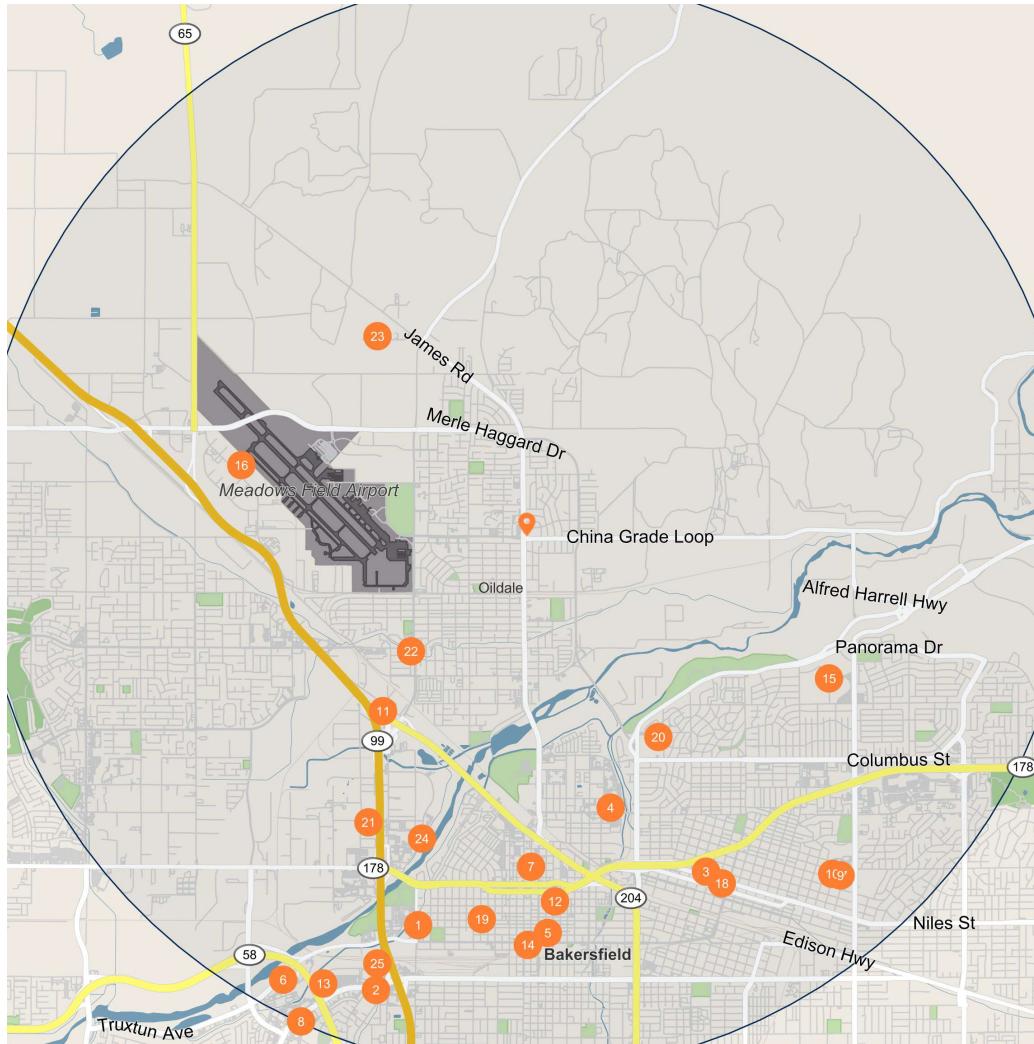 65
23
James Rd
Merle Haggard Dr
16
Meadows Field Airport
China Grade Loop
Oildale
Alfred Harrell Hwy
22
Panorama Dr
15
11
20
99
Columbus St
178
4
21
24
7
178
3
10
9
18
204
12
19
1
5
Niles St
14
Edison Hwy
58
Bakersfield
25
6
13
2
8
Truxtun Ave